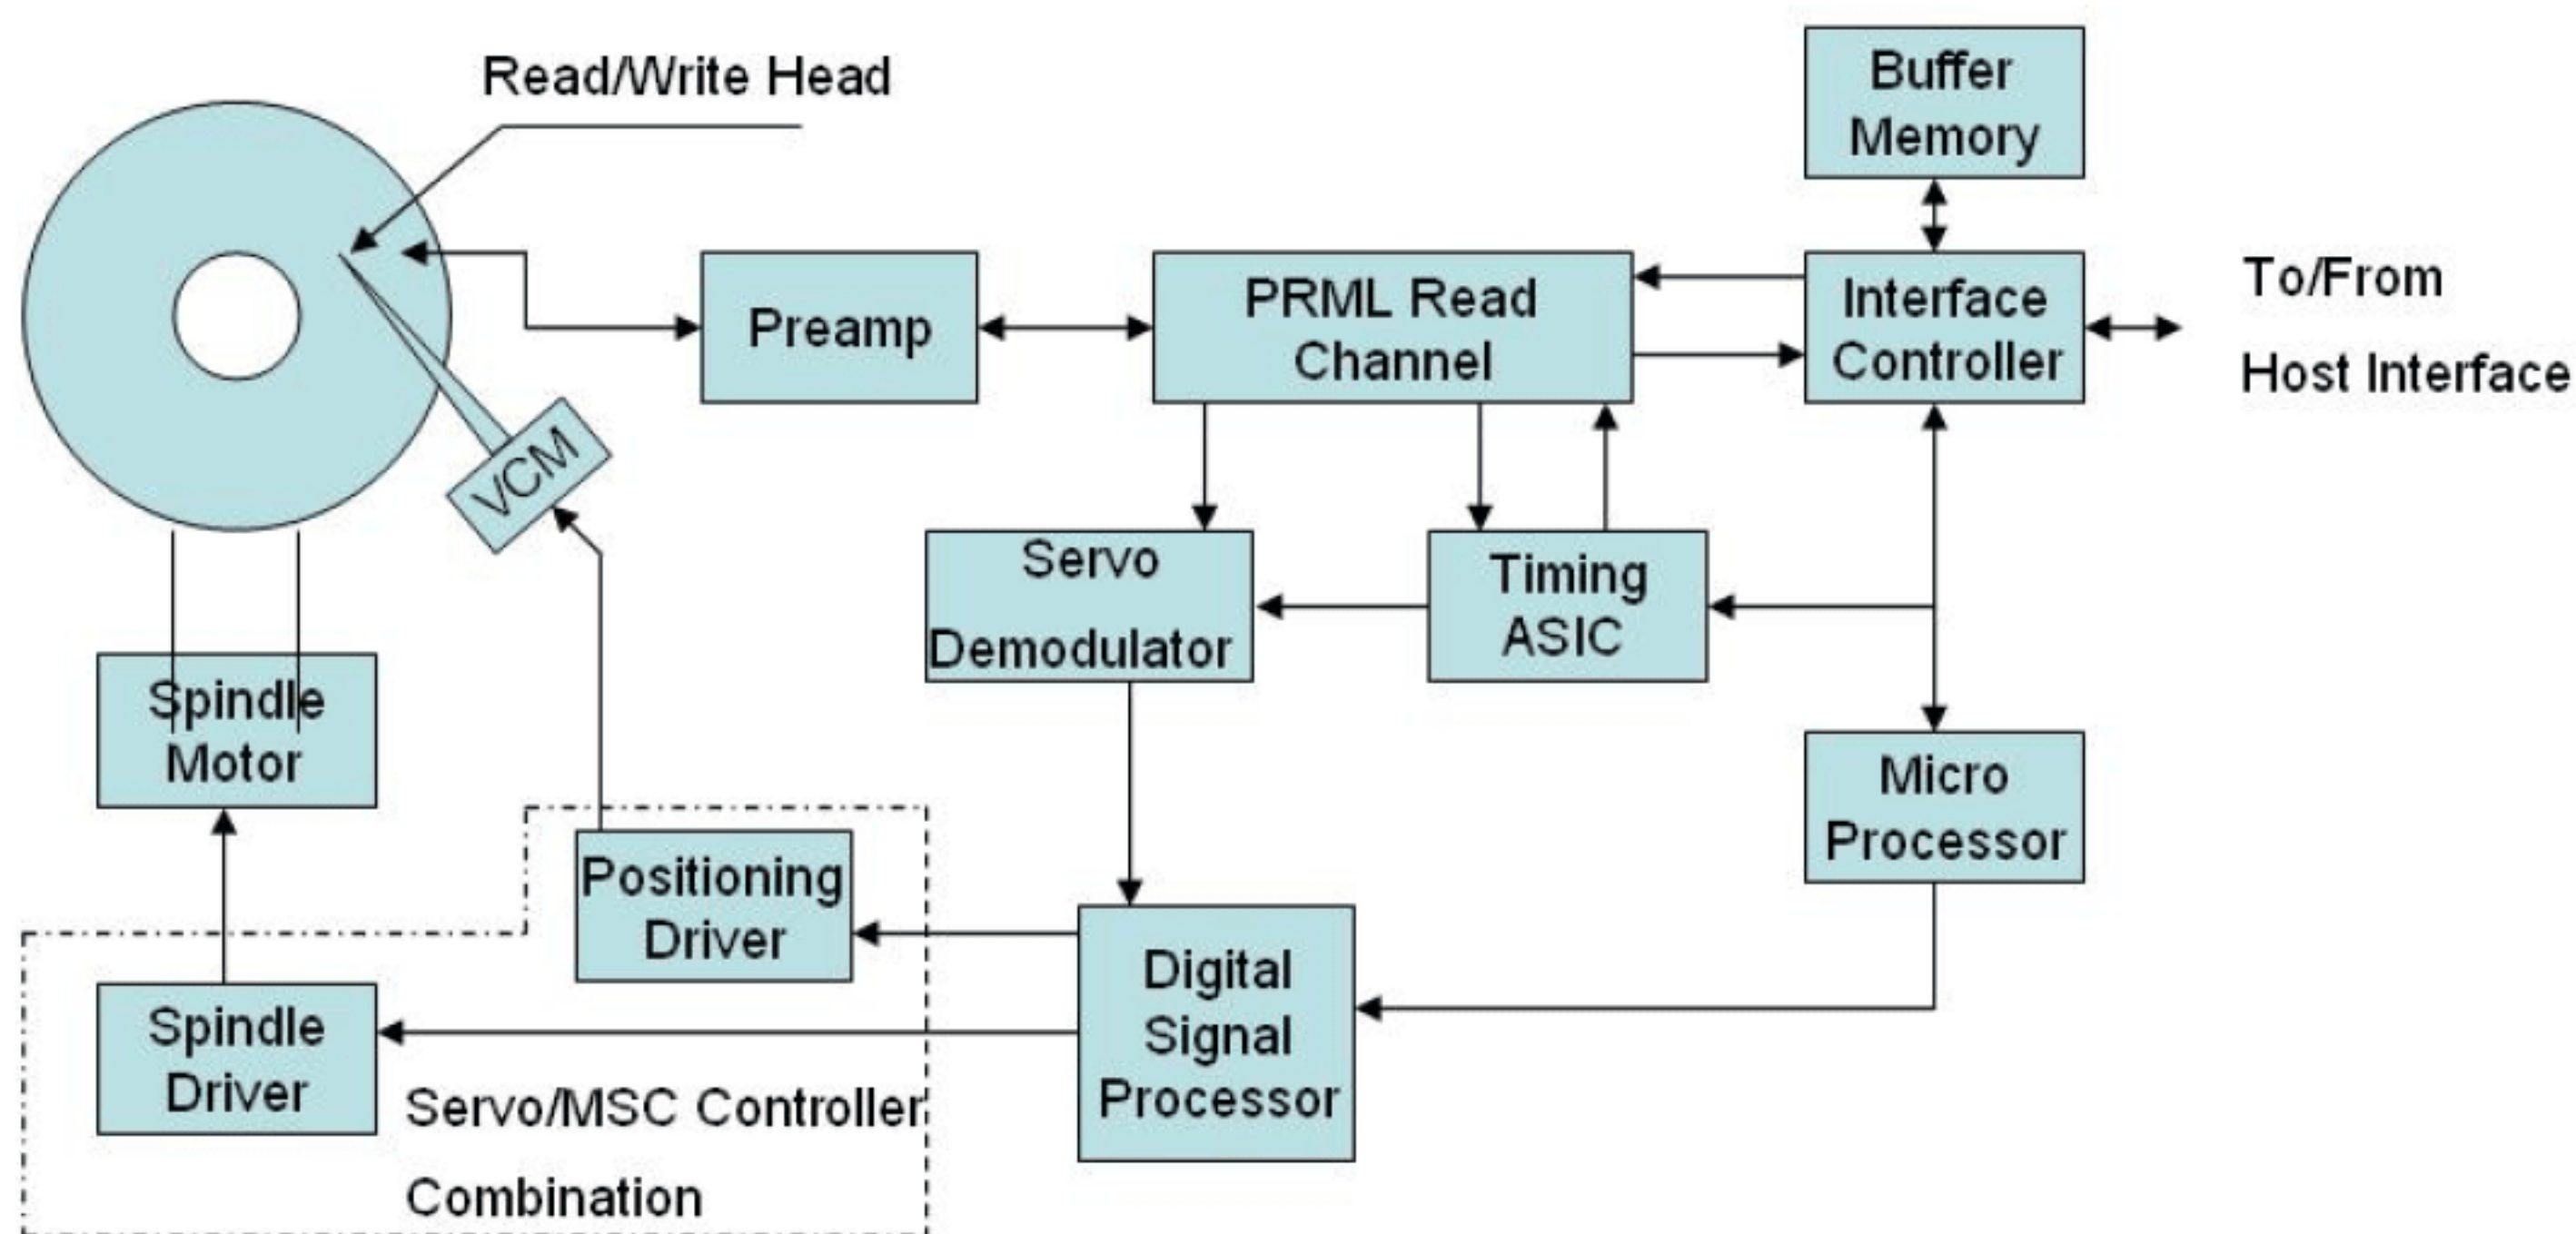 Read/Write Head
Buffer
Memory
Preamp
PRML Read
Channel
Interface
Controller
To/From
Host Interface
VCM
Servo
Demodulator
Timing
ASIC
Spindle
Motor
Micro
Processor
Positioning
Driver
Digital
Signal
Processor
Spindle
Driver
Servo/MSC Controller
Combination